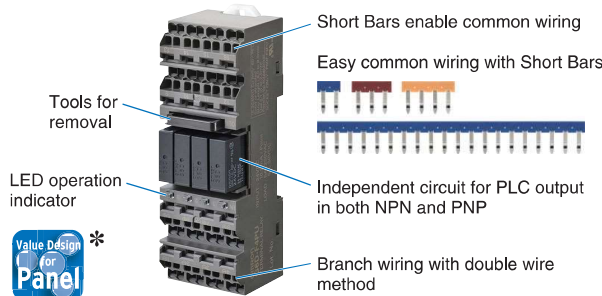 Short Bars enable common wiring
Easy common wiring with Short Bars
Tools for
removal
LED operation
indicator
Independent circuit for PLC output
in both NPN and PNP
Branch wiring with double wire
method
Value Design
for
Panel
*